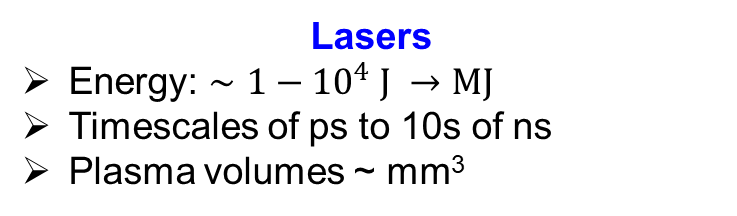 Lasers
➢ Energy: ~ 1 − 10⁴ J → MJ
➢ Timescales of ps to 10s of ns
➢ Plasma volumes ~ mm³